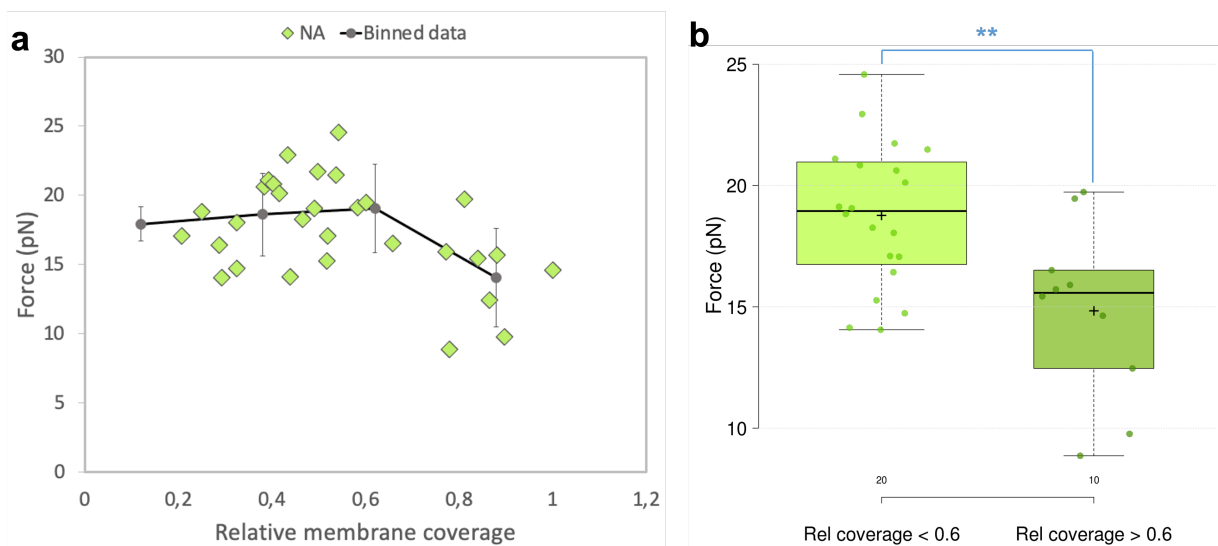 a
NA
Binned data
30
25
20
15
10
5
0
Force (pN)
0
0,2
0,4
0,6
0,8
1
1,2
Relative membrane coverage
b
**
25
20
15
10
Force (pN)
20
10
Rel coverage < 0.6
Rel coverage > 0.6